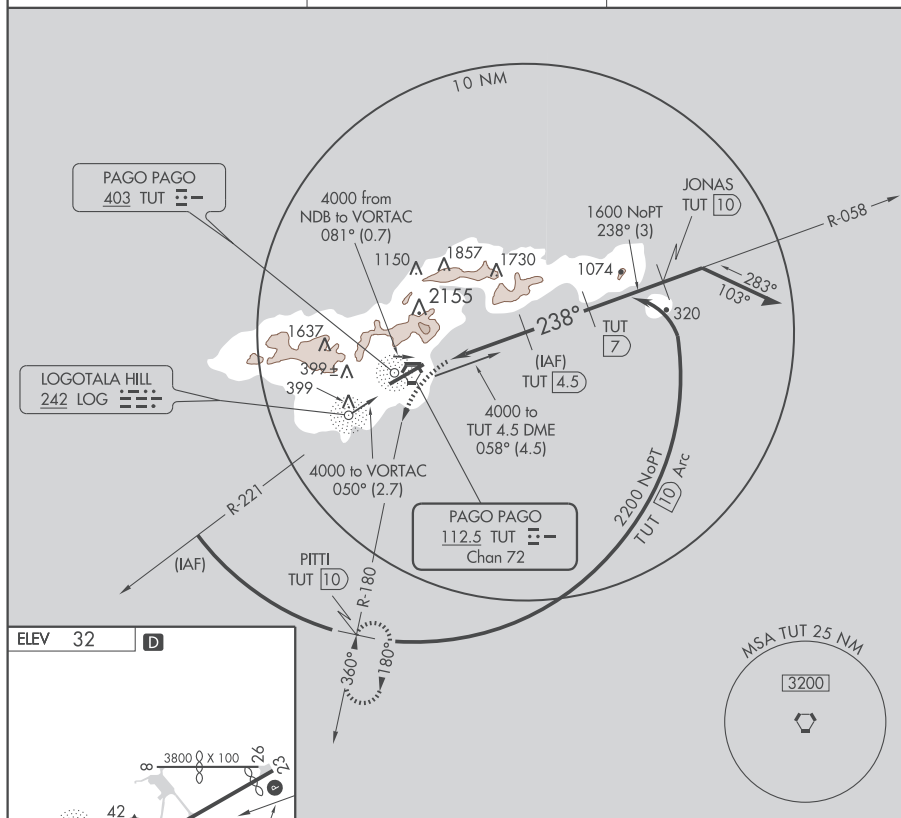 10 NM
PAGO PAGO
403 TUT
4000 from
NDB to VORTAC
081° (0.7)
JONAS
TUT 10
1600 NoPT
238° (3)
R-058
1150
1857
1730
1074
283°
103°
2155
238°
320
TUT
7
1637
399±
399
(IAF)
TUT 4.5
LOGOTALA HILL
242 LOG
4000 to
TUT 4.5 DME
058° (4.5)
4000 to VORTAC
050° (2.7)
2200 NoPT
TUT 10 Arc
R-221
PAGO PAGO
112.5 TUT
Chan 72
(IAF)
PITTI
TUT 10
R-180
360°
180°
MSA TUT 25 NM
3200
ELEV 32
D
8
3800 X 100
26
23
P
42